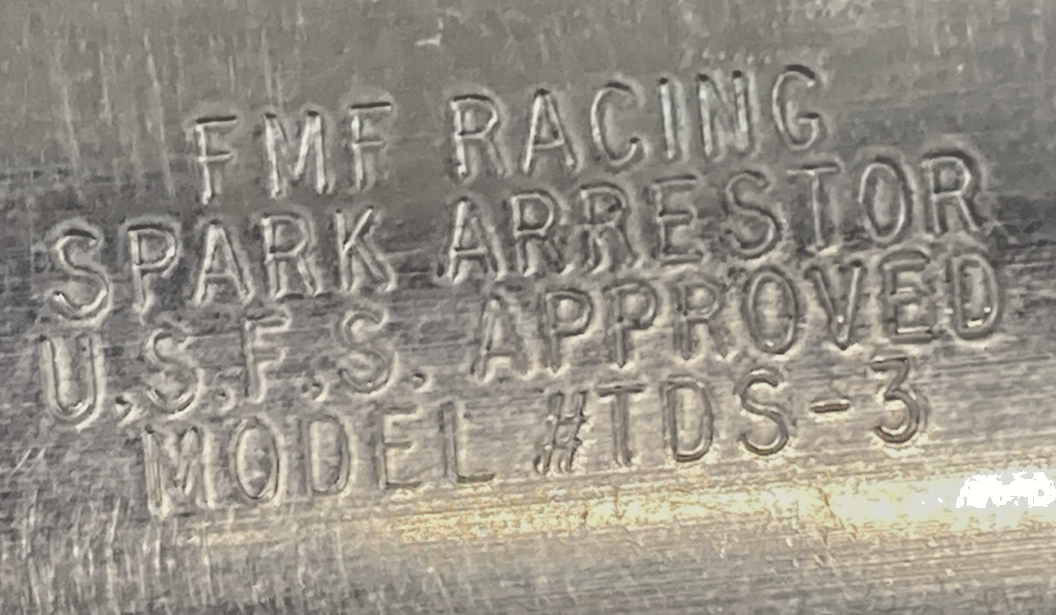 FMF RACING
SPARK ARRESTOR
U.S.F.S. APPROVED
MODEL #TDS-3